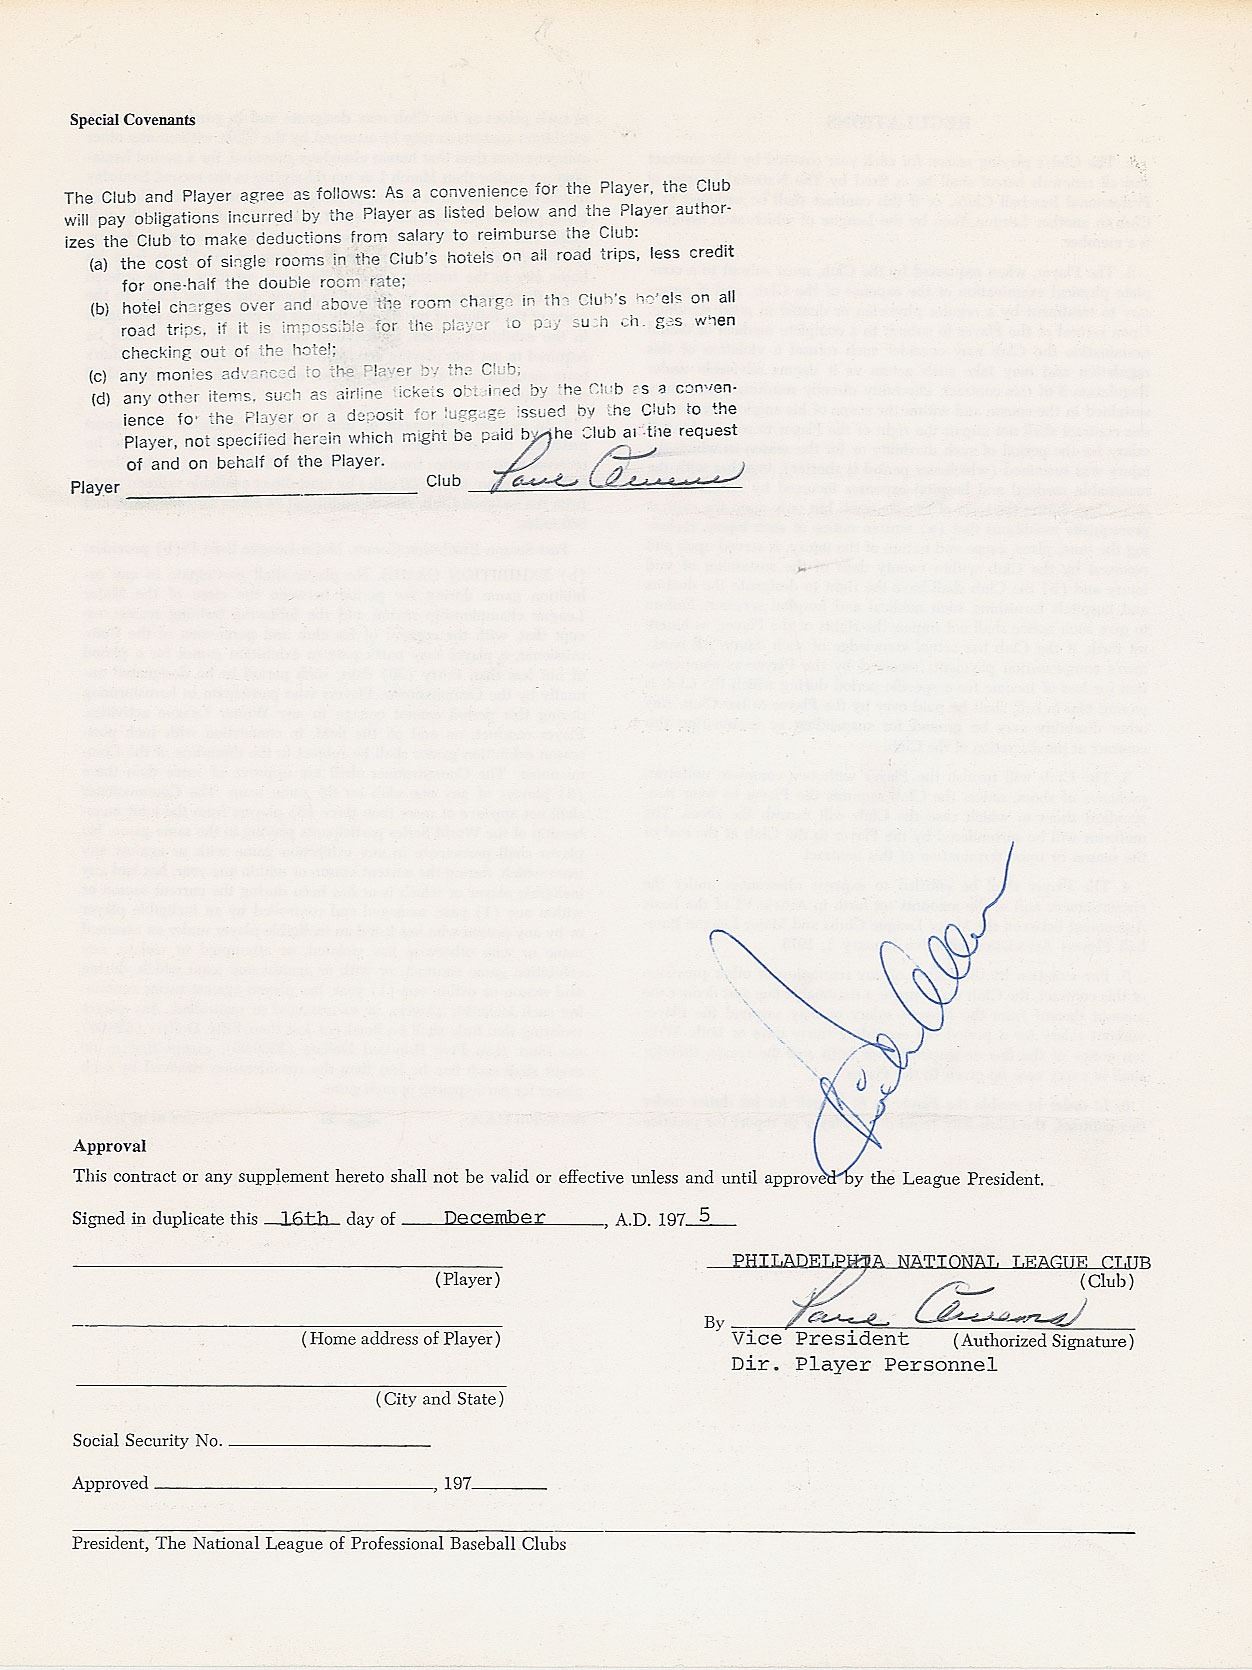 Special Covenants
The Club and Player agree as follows: As a convenience for the Player, the Club
will pay obligations incurred by the Player as listed below and the Player author-
izes the Club to make deductions from salary to reimburse the Club:
(a) the cost of single rooms in the Club's hotels on all road trips, less credit
for one-half the double room rate;
(b) hotel charges over and above the room charge in the Club's hotels on all
road trips, if it is impossible for the player to pay such ch. ges when
checking out of the hotel;
(c) any monies advanced to the Player by the Club;
(d) any other items, such as airline tickets obtained by the Club as a conven-
ience for the Player or a deposit for luggage issued by the Club to the
Player, not specified herein which might be paid by the Club at the request
of and on behalf of the Player.
Player Club Paul Owens
Dick Allen
Approval
This contract or any supplement hereto shall not be valid or effective unless and until approved by the League President.
Signed in duplicate this 16th day of December, A.D. 197 5
PHILADELPHIA NATIONAL LEAGUE CLUB
(Player) (Club)
By Paul Owens
(Home address of Player) Vice President (Authorized Signature)
Dir. Player Personnel
(City and State)
Social Security No.
Approved , 197
President, The National League of Professional Baseball Clubs